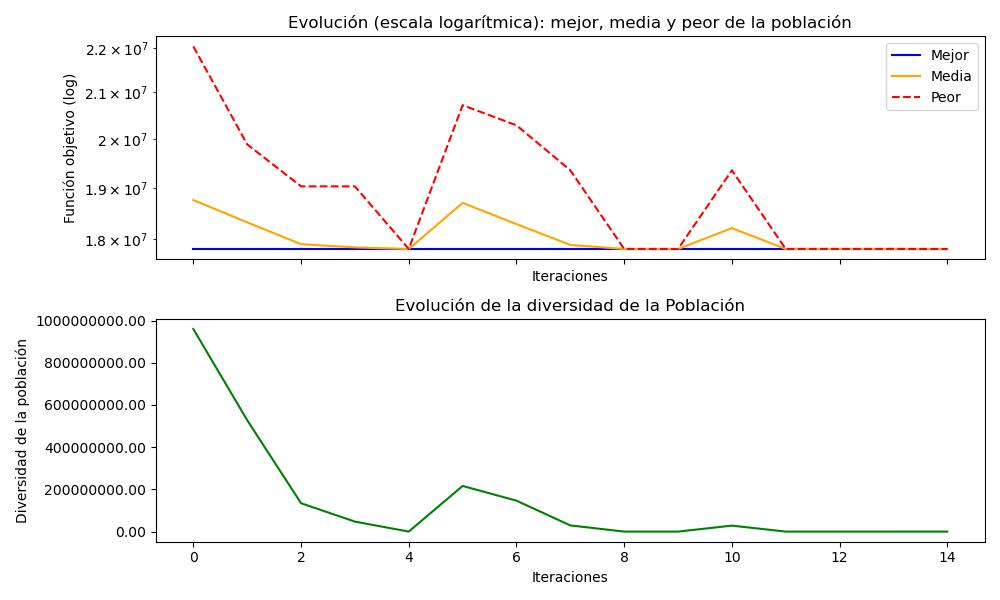 Evolución (escala logarítmica): mejor, media y peor de la población
2.2 × 10^7
2.1 × 10^7
2 × 10^7
1.9 × 10^7
1.8 × 10^7
Función objetivo (log)
Mejor
Media
Peor
Iteraciones
Evolución de la diversidad de la Población
1000000000.00
800000000.00
600000000.00
400000000.00
200000000.00
0.00
Diversidad de la población
0 2 4 6 8 10 12 14
Iteraciones